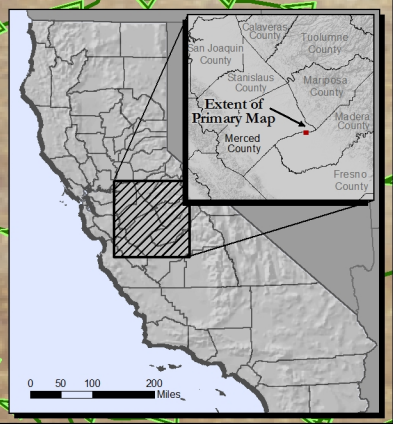 Calaveras
County
Tuolumne
County
San Joaquin
County
Stanislaus
County
Mariposa
County
Extent of
Primary Map
Madera
County
Merced
County
Fresno
County
0 50 100 200
Miles